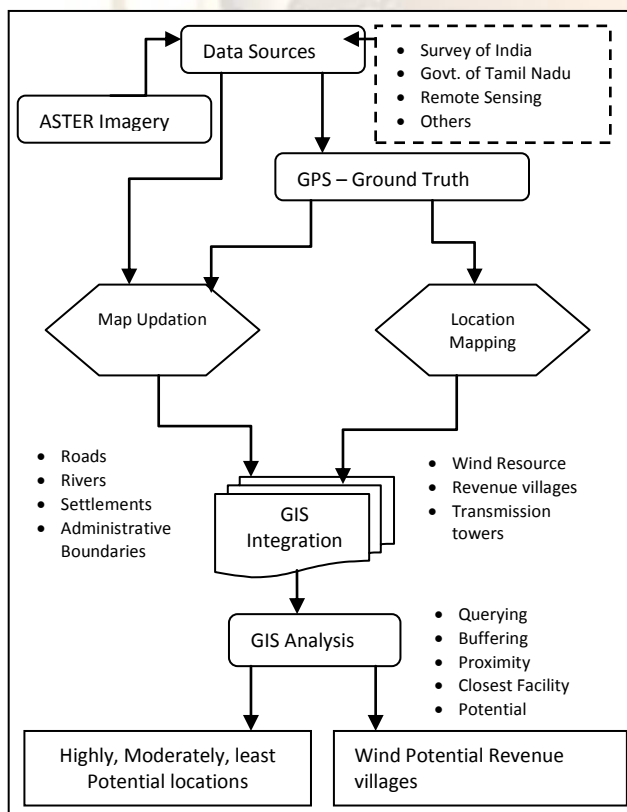 Data Sources
• Survey of India
• Govt. of Tamil Nadu
• Remote Sensing
• Others
ASTER Imagery
GPS – Ground Truth
Map Updation
Location
Mapping
• Roads
• Rivers
• Settlements
• Administrative
Boundaries
• Wind Resource
• Revenue villages
• Transmission
towers
GIS
Integration
GIS Analysis
• Querying
• Buffering
• Proximity
• Closest Facility
• Potential
Highly, Moderately, least
Potential locations
Wind Potential Revenue
villages